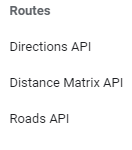 Routes
Directions API
Distance Matrix API
Roads API